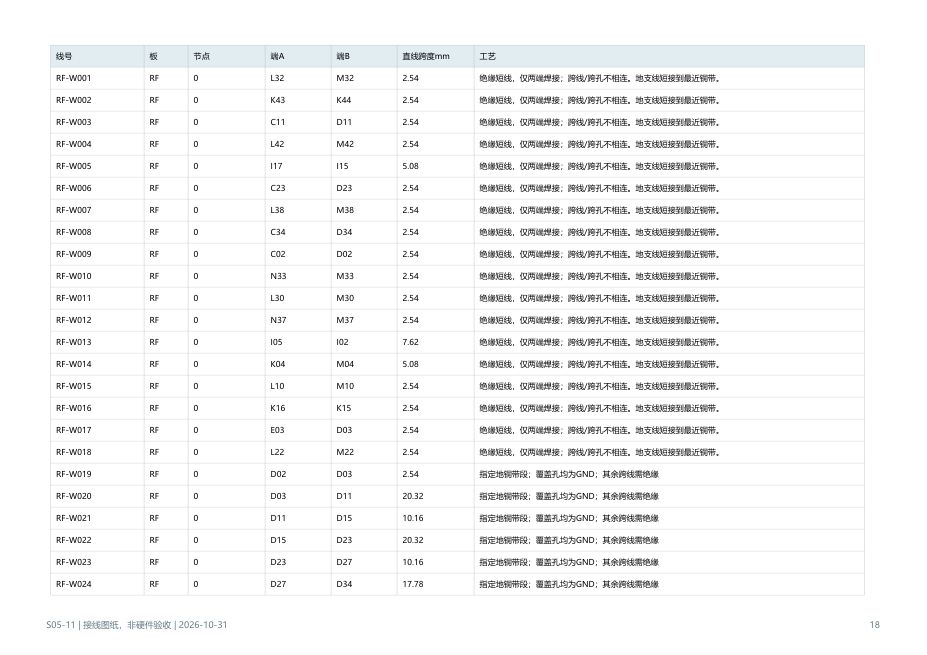 线号 板 节点 端A 端B 直线跨度mm 工艺
RF-W001 RF 0 L32 M32 2.54 绝缘短线，仅两端焊接；跨线/跨孔不相连。地支线短接到最近铜带。
RF-W002 RF 0 K43 K44 2.54 绝缘短线，仅两端焊接；跨线/跨孔不相连。地支线短接到最近铜带。
RF-W003 RF 0 C11 D11 2.54 绝缘短线，仅两端焊接；跨线/跨孔不相连。地支线短接到最近铜带。
RF-W004 RF 0 L42 M42 2.54 绝缘短线，仅两端焊接；跨线/跨孔不相连。地支线短接到最近铜带。
RF-W005 RF 0 I17 I15 5.08 绝缘短线，仅两端焊接；跨线/跨孔不相连。地支线短接到最近铜带。
RF-W006 RF 0 C23 D23 2.54 绝缘短线，仅两端焊接；跨线/跨孔不相连。地支线短接到最近铜带。
RF-W007 RF 0 L38 M38 2.54 绝缘短线，仅两端焊接；跨线/跨孔不相连。地支线短接到最近铜带。
RF-W008 RF 0 C34 D34 2.54 绝缘短线，仅两端焊接；跨线/跨孔不相连。地支线短接到最近铜带。
RF-W009 RF 0 C02 D02 2.54 绝缘短线，仅两端焊接；跨线/跨孔不相连。地支线短接到最近铜带。
RF-W010 RF 0 N33 M33 2.54 绝缘短线，仅两端焊接；跨线/跨孔不相连。地支线短接到最近铜带。
RF-W011 RF 0 L30 M30 2.54 绝缘短线，仅两端焊接；跨线/跨孔不相连。地支线短接到最近铜带。
RF-W012 RF 0 N37 M37 2.54 绝缘短线，仅两端焊接；跨线/跨孔不相连。地支线短接到最近铜带。
RF-W013 RF 0 I05 I02 7.62 绝缘短线，仅两端焊接；跨线/跨孔不相连。地支线短接到最近铜带。
RF-W014 RF 0 K04 M04 5.08 绝缘短线，仅两端焊接；跨线/跨孔不相连。地支线短接到最近铜带。
RF-W015 RF 0 L10 M10 2.54 绝缘短线，仅两端焊接；跨线/跨孔不相连。地支线短接到最近铜带。
RF-W016 RF 0 K16 K15 2.54 绝缘短线，仅两端焊接；跨线/跨孔不相连。地支线短接到最近铜带。
RF-W017 RF 0 E03 D03 2.54 绝缘短线，仅两端焊接；跨线/跨孔不相连。地支线短接到最近铜带。
RF-W018 RF 0 L22 M22 2.54 绝缘短线，仅两端焊接；跨线/跨孔不相连。地支线短接到最近铜带。
RF-W019 RF 0 D02 D03 2.54 指定地铜带段；覆盖孔均为GND；其余跨线需绝缘
RF-W020 RF 0 D03 D11 20.32 指定地铜带段；覆盖孔均为GND；其余跨线需绝缘
RF-W021 RF 0 D11 D15 10.16 指定地铜带段；覆盖孔均为GND；其余跨线需绝缘
RF-W022 RF 0 D15 D23 20.32 指定地铜带段；覆盖孔均为GND；其余跨线需绝缘
RF-W023 RF 0 D23 D27 10.16 指定地铜带段；覆盖孔均为GND；其余跨线需绝缘
RF-W024 RF 0 D27 D34 17.78 指定地铜带段；覆盖孔均为GND；其余跨线需绝缘
S05-11 | 接线图纸，非硬件验收 | 2026-10-31 18